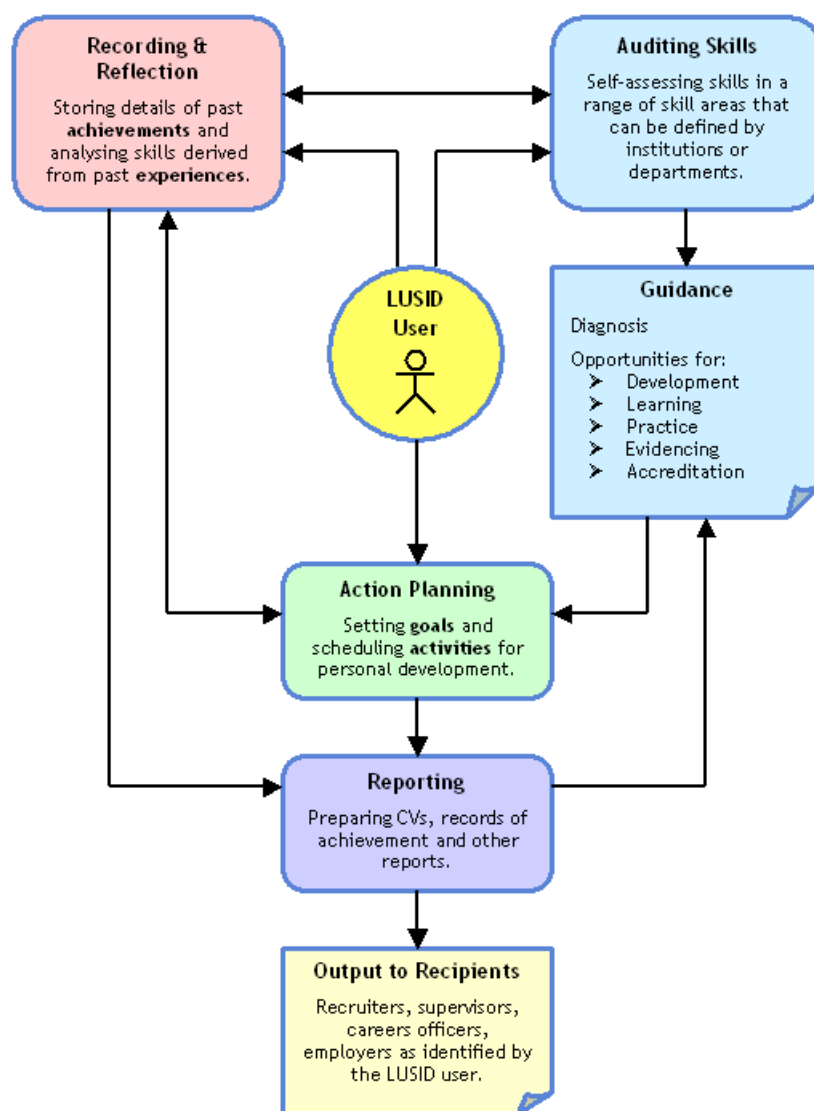 Recording &
Reflection
Storing details of past
achievements and
analysing skills derived
from past experiences.
Auditing Skills
Self-assessing skills in a
range of skill areas that
can be defined by
institutions or
departments.
LUSID
User
Guidance
Diagnosis
Opportunities for:
➢ Development
➢ Learning
➢ Practice
➢ Evidencing
➢ Accreditation
Action Planning
Setting goals and
scheduling activities for
personal development.
Reporting
Preparing CVs, records of
achievement and other
reports.
Output to Recipients
Recruiters, supervisors,
careers officers,
employers as identified by
the LUSID user.